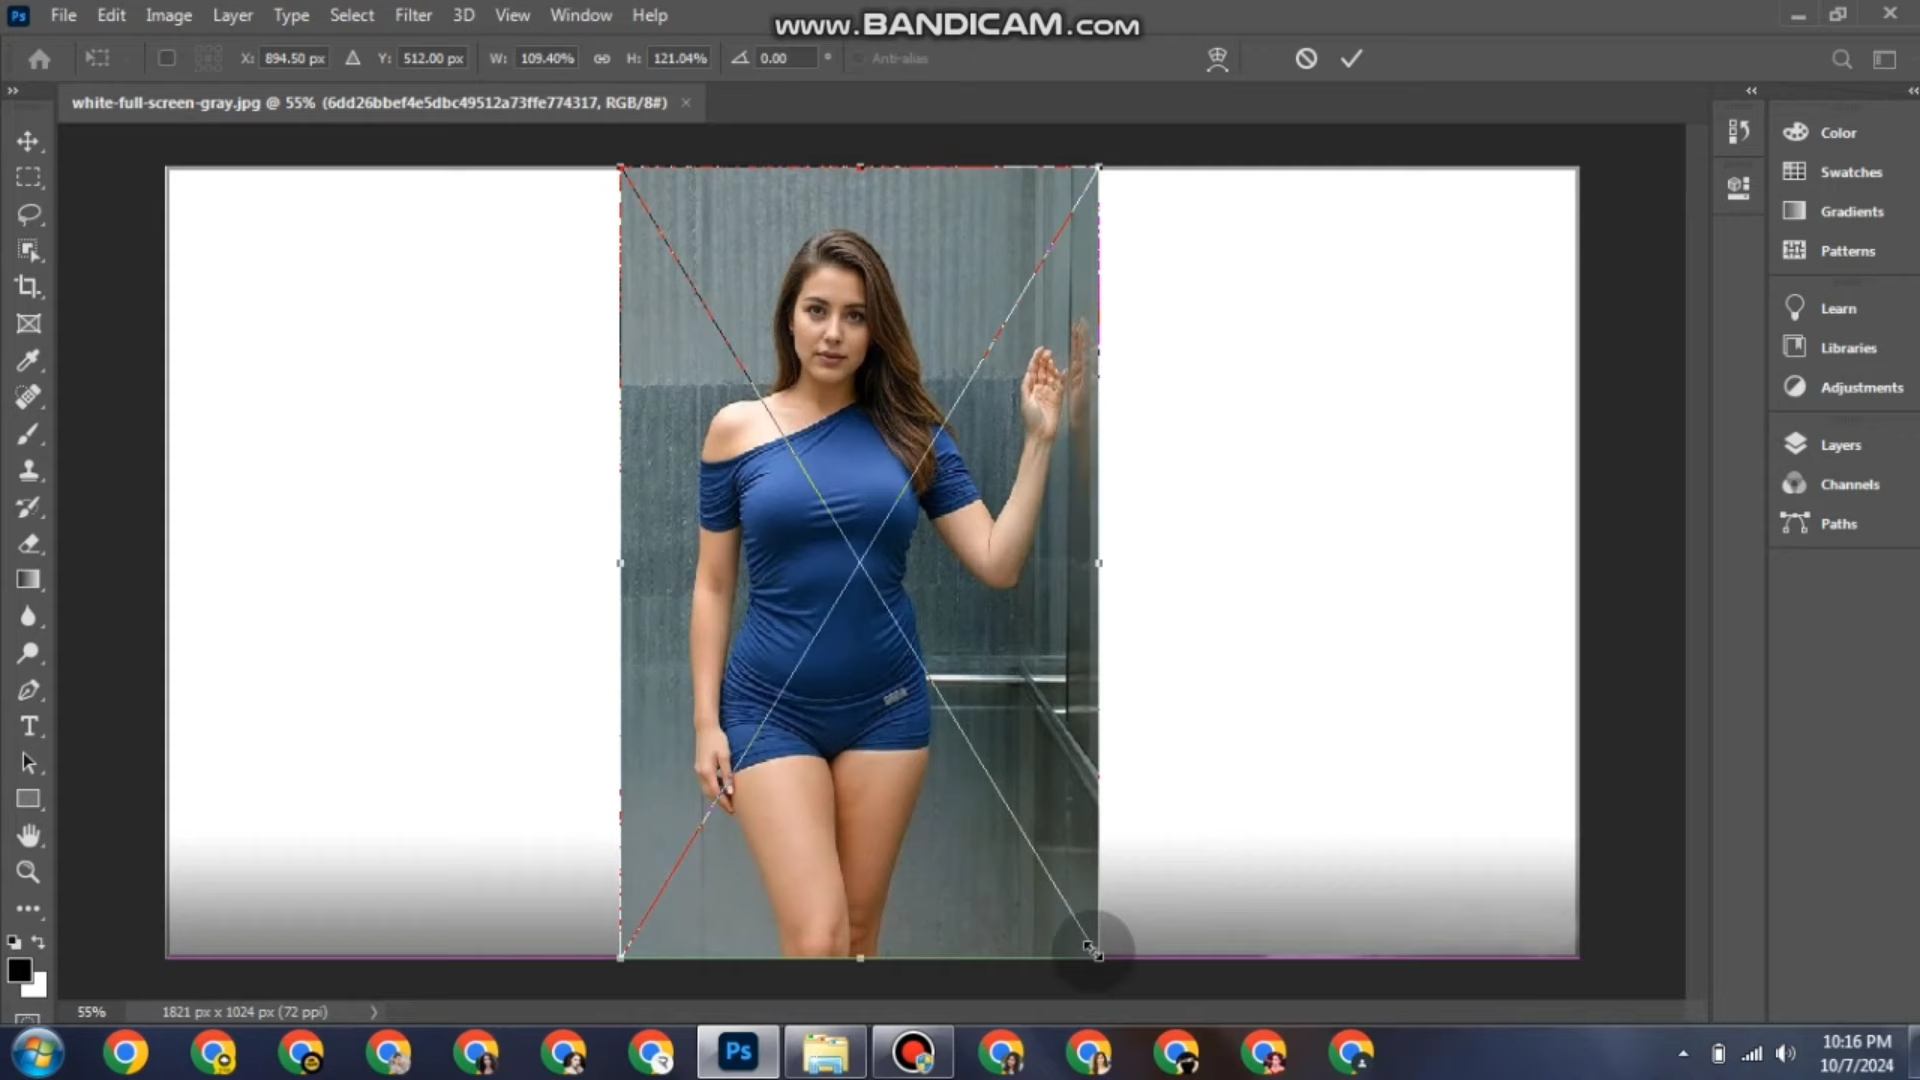 Ps File Edit Image Layer Type Select Filter 3D View Window Help
www.BANDICAM.com
X: 894.50 px Y: 512.00 px W: 109.40% H: 121.04% 0.00 ° Anti-alias
white-full-screen-gray.jpg @ 55% (6dd26bbef4e5dbc49512a73ffe774317, RGB/8#) ×
Color
Swatches
Gradients
Patterns
Learn
Libraries
Adjustments
Layers
Channels
Paths
T
55% 1821 px x 1024 px (72 ppi)
Ps
10:16 PM
10/7/2024